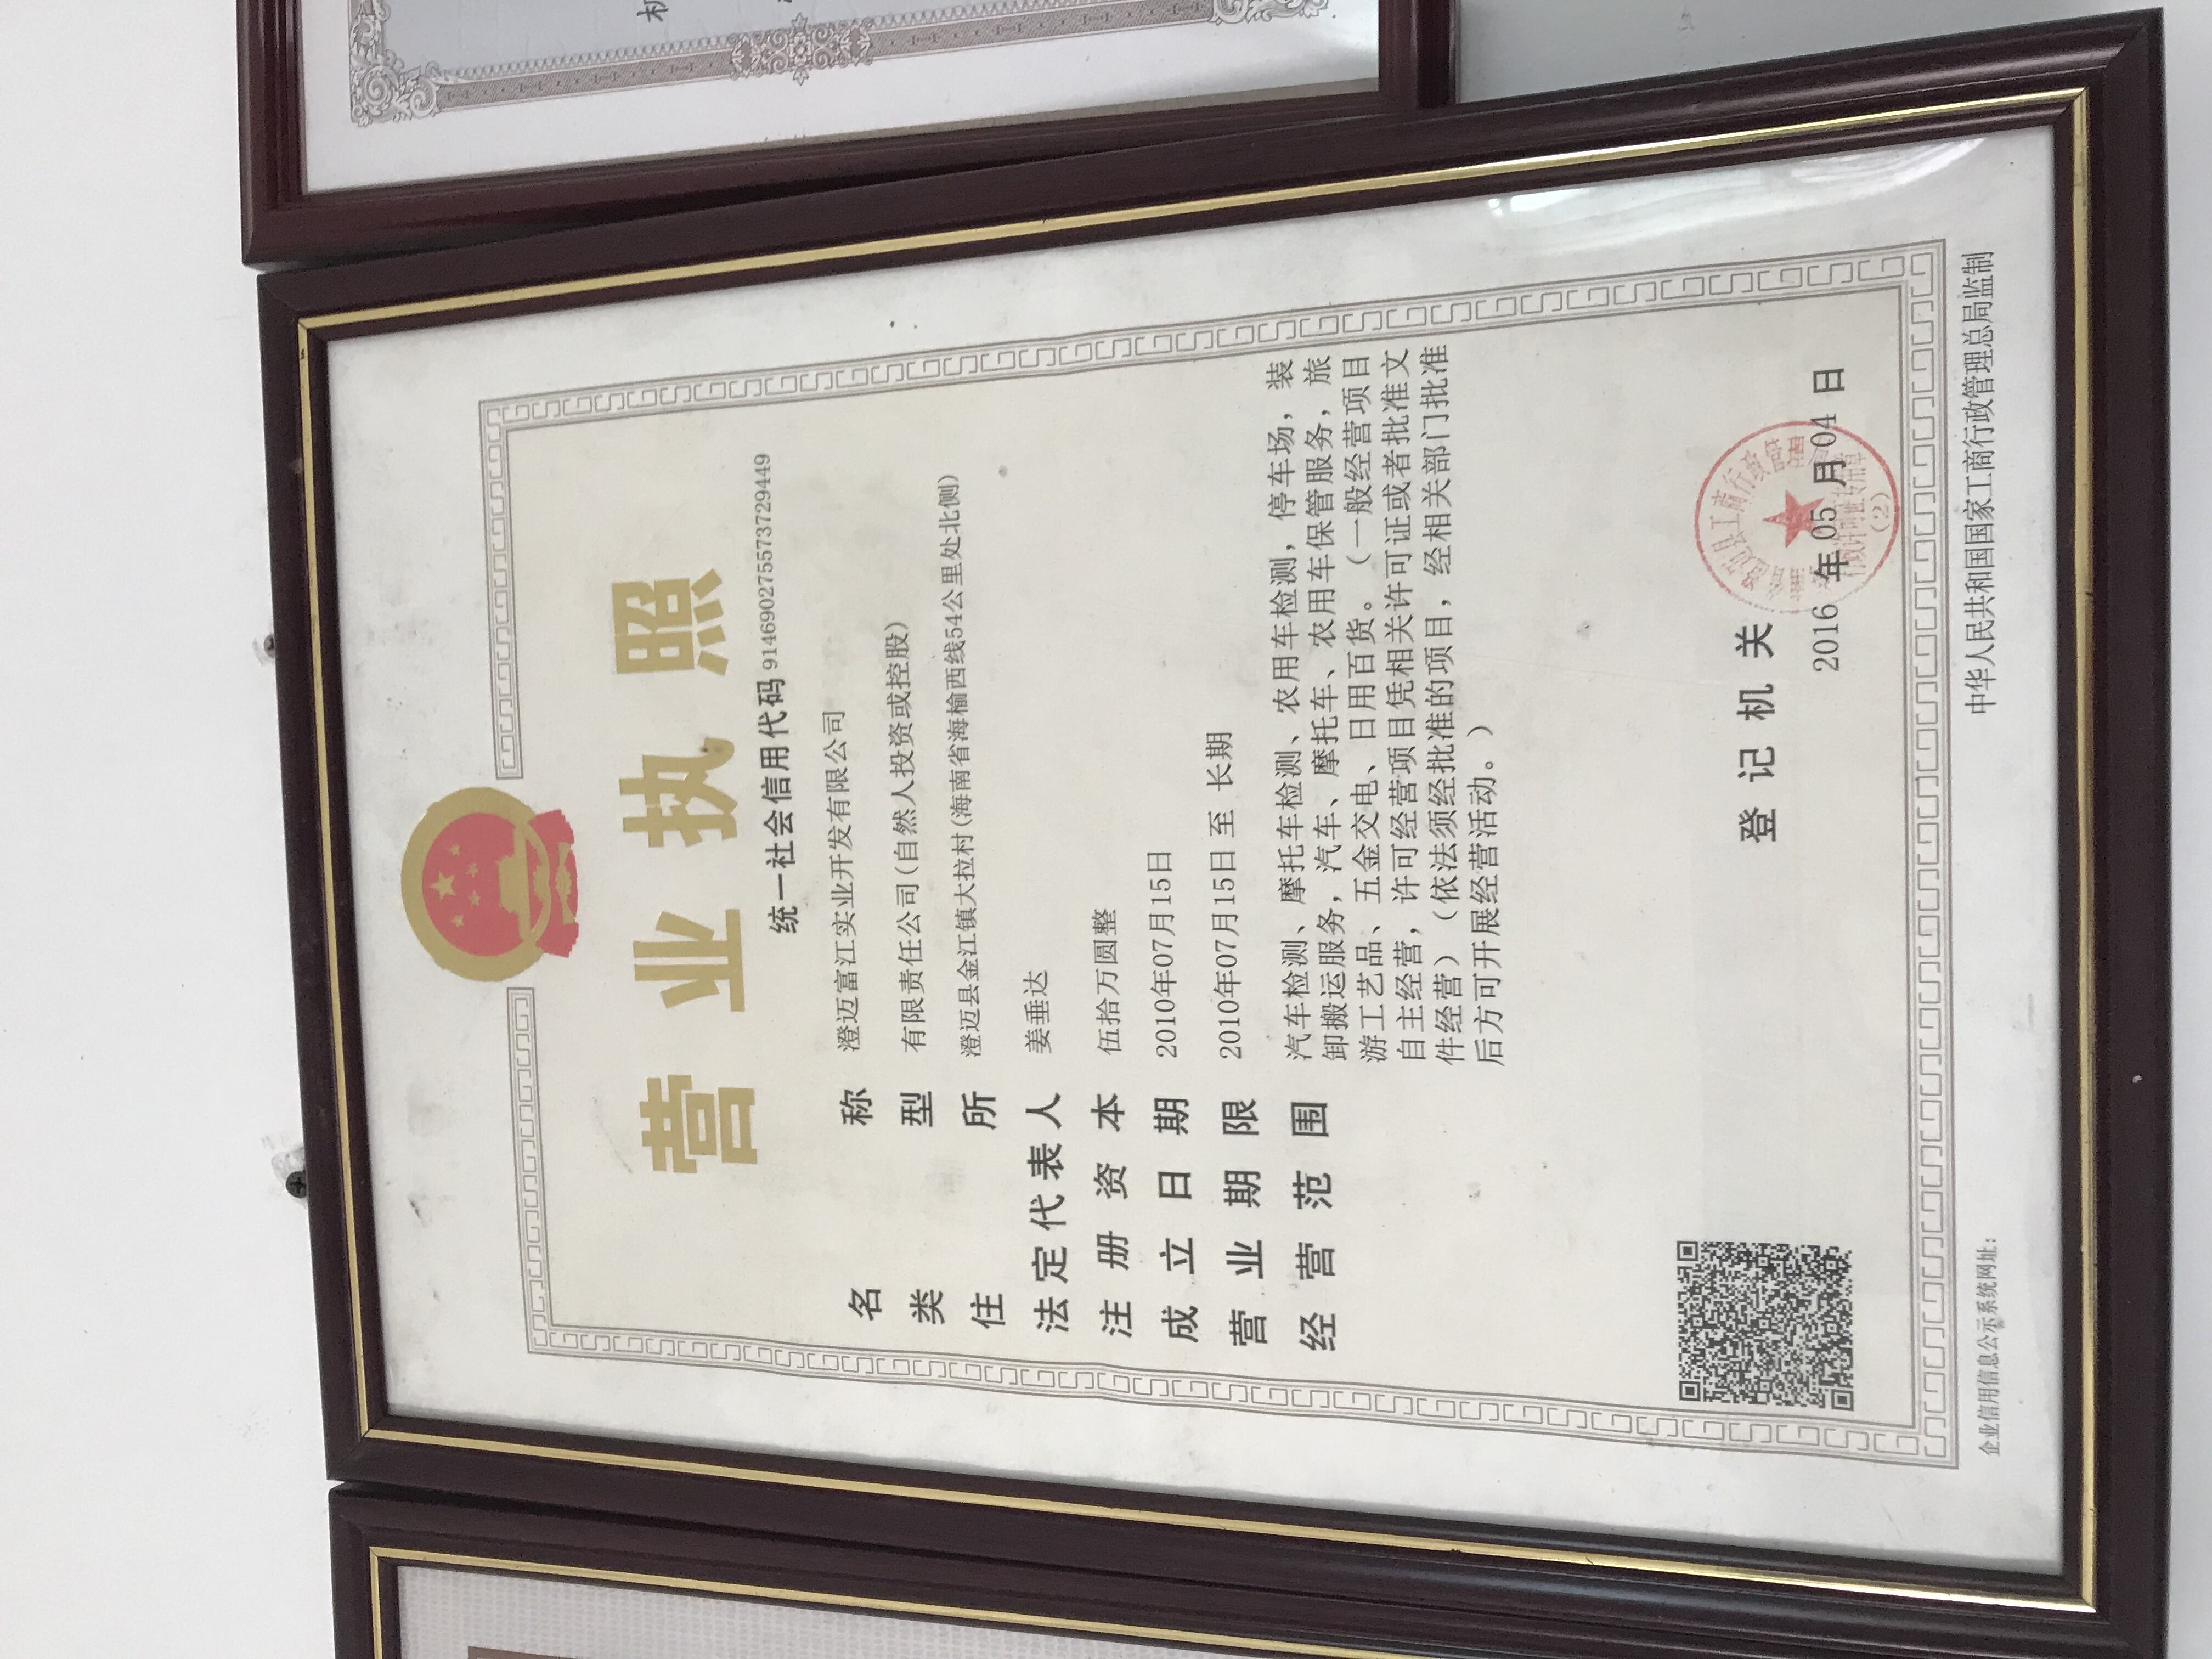 营业执照
统一社会信用代码 91469027557372944​9
名称 澄迈富江实业开发有限公司
类型 有限责任公司(自然人投资或控股)
住所 澄迈县金江镇大拉村(海南省海榆西线54公里处北侧)
法定代表人 姜垂达
注册资本 伍拾万圆整
成立日期 2010年07月15日
营业期限 2010年07月15日 至 长期
经营范围 汽车检测、摩托车检测、农用车检测，停车场，装
卸搬运服务，汽车、摩托车、农用车保管服务，旅
游工艺品、五金交电、日用百货。（一般经营项目
自主经营，许可经营项目凭相关许可证或者批准文
件经营）（依法须经批准的项目，经相关部门批准
后方可开展经营活动。）
登记机关
2016 年 05 月 04 日
(2)
企业信用信息公示系统网址:
中华人民共和国国家工商行政管理总局监制